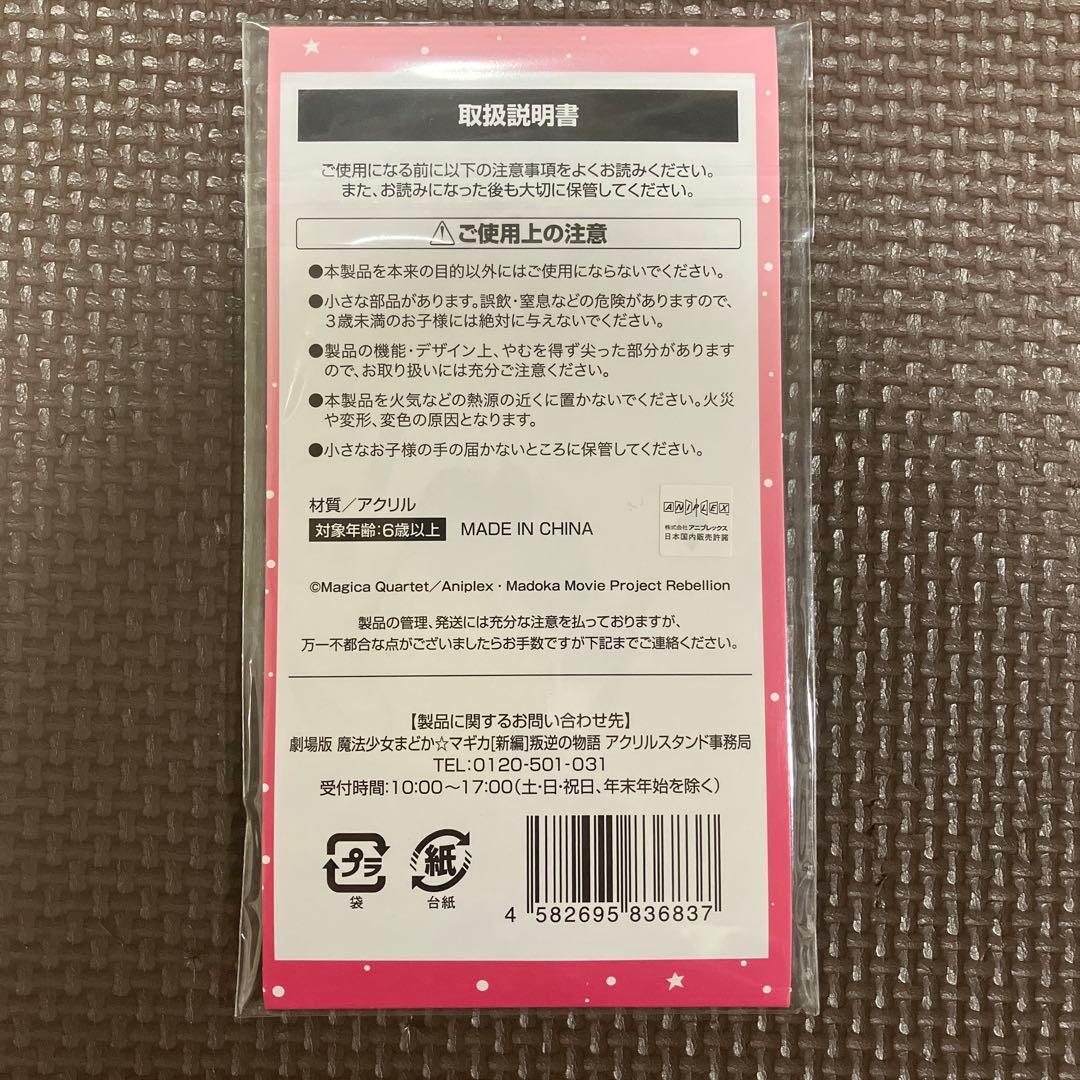 取扱説明書
ご使用になる前に以下の注意事項をよくお読みください。
また、お読みになった後も大切に保管してください。
⚠ご使用上の注意
●本製品を本来の目的以外にはご使用にならないでください。
●小さな部品があります。誤飲・窒息などの危険がありますので、
3歳未満のお子様には絶対に与えないでください。
●製品の機能・デザイン上、やむを得ず尖った部分があります
ので、お取り扱いには充分ご注意ください。
●本製品を火気などの熱源の近くに置かないでください。火災
や変形、変色の原因となります。
●小さなお子様の手の届かないところに保管してください。
材質／アクリル
対象年齢:6歳以上 MADE IN CHINA
ANIPLEX
株式会社アニプレックス
日本国内販売許諾
©Magica Quartet／Aniplex・Madoka Movie Project Rebellion
製品の管理、発送には充分な注意を払っておりますが、
万一不都合な点がございましたらお手数ですが下記までご連絡ください。
【製品に関するお問い合わせ先】
劇場版 魔法少女まどか☆マギカ[新編]叛逆の物語 アクリルスタンド事務局
TEL:0120-501-031
受付時間:10:00～17:00(土・日・祝日、年末年始を除く)
プラ
袋
紙
台紙
4 582695 836837